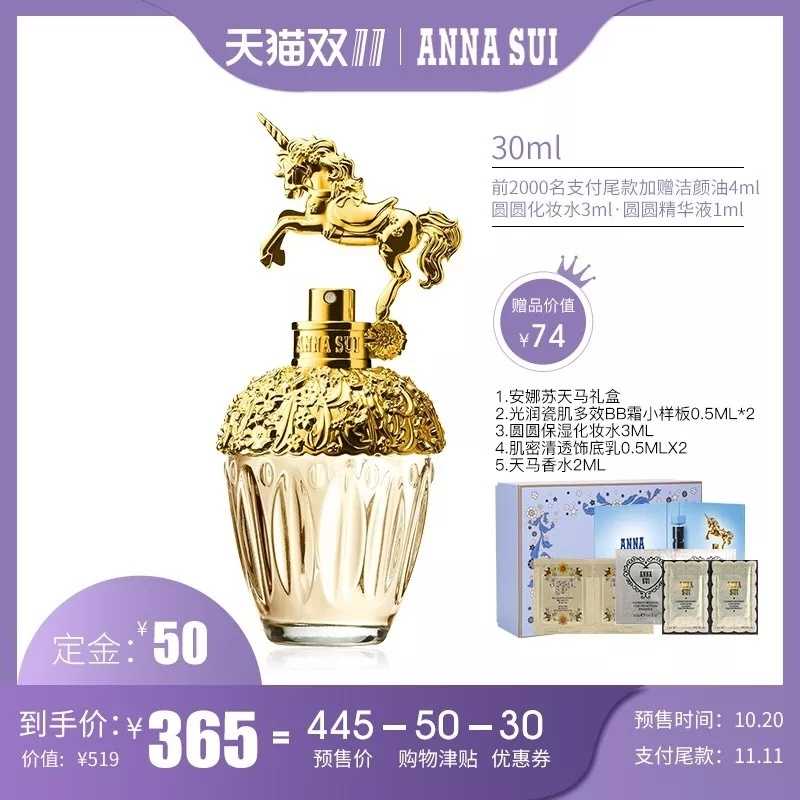 天猫双11 | ANNA SUI
30ml
前2000名支付尾款加赠洁颜油4ml
圆圆化妆水3ml·圆圆精华液1ml
赠品价值
¥74
1.安娜苏天马礼盒
2.光润瓷肌多效BB霜小样板0.5ML*2
3.圆圆保湿化妆水3ML
4.肌密清透饰底乳0.5MLX2
5.天马香水2ML
ANNA SUI
ANNA
ANNA
SUI
定金:¥50
到手价:¥365=445-50-30
价值: ¥519
预售价 购物津贴 优惠券
预售时间: 10.20
支付尾款: 11.11